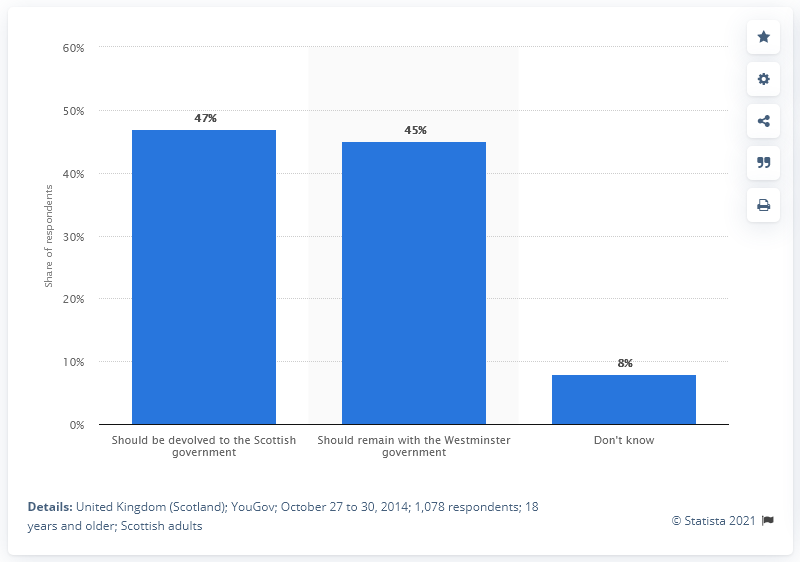 60%
50%
40%
30%
20%
10%
0%
Share of respondents
47%
45%
8%
Should be devolved to the Scottish
government
Should remain with the Westminster
government
Don't know
Details: United Kingdom (Scotland); YouGov; October 27 to 30, 2014; 1,078 respondents; 18
years and older; Scottish adults
© Statista 2021